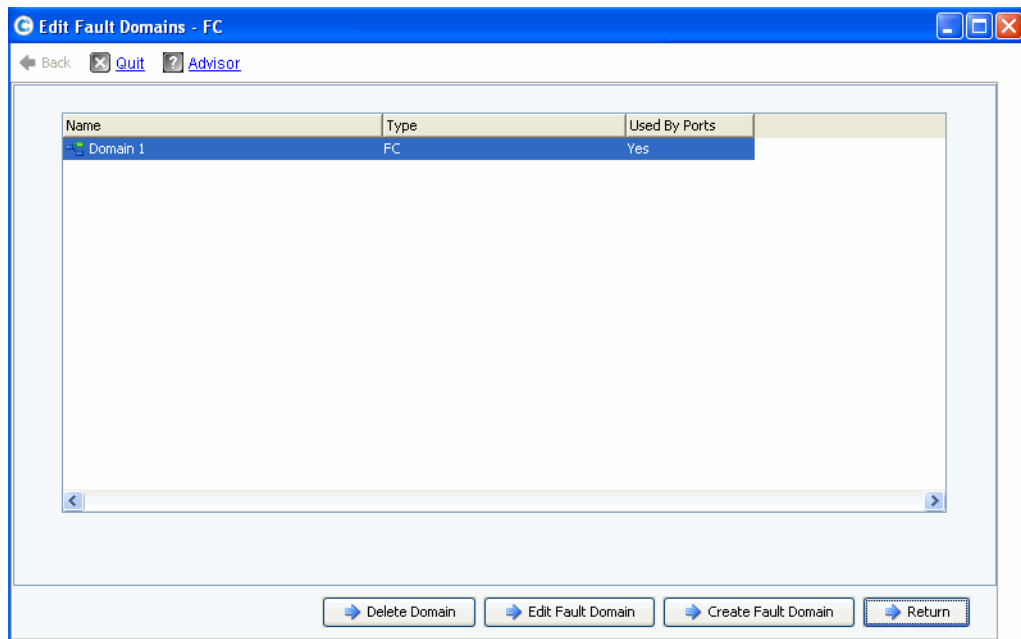 Edit Fault Domains - FC
Back Quit ? Advisor
Name Type Used By Ports
Domain 1 FC Yes
Delete Domain Edit Fault Domain Create Fault Domain Return